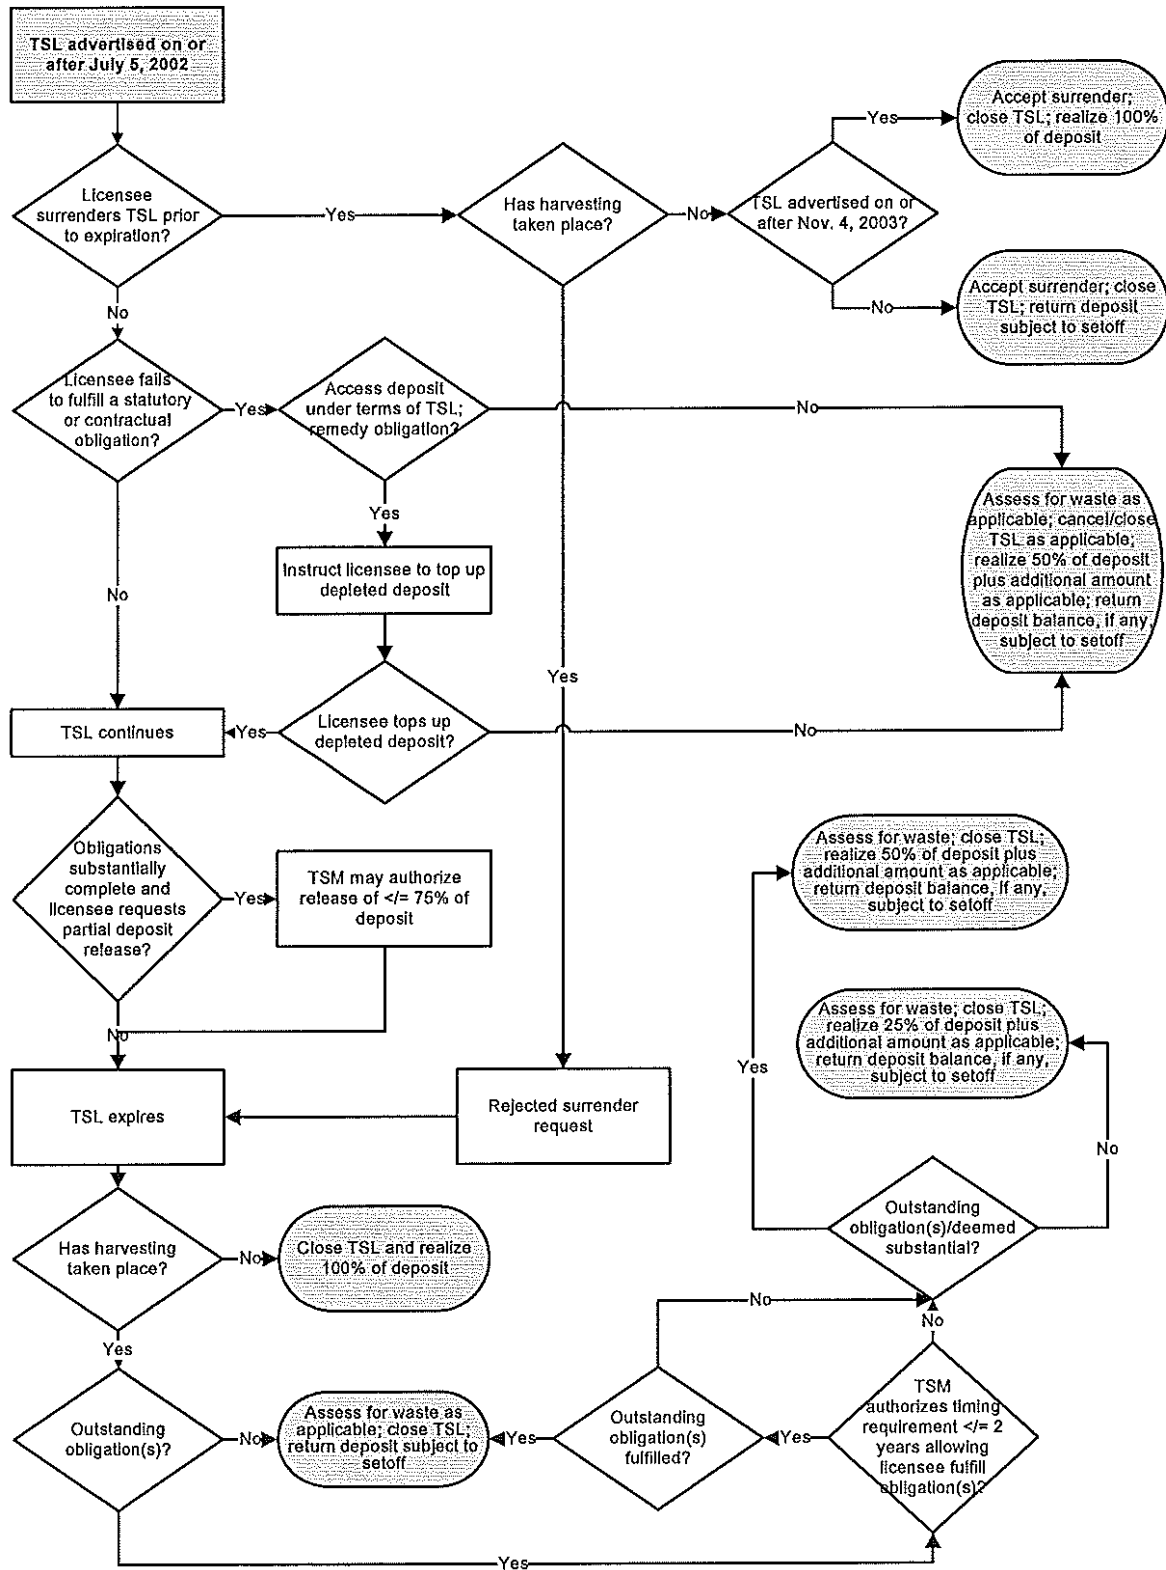 TSL advertised on or
after July 5, 2002
Accept surrender;
close TSL; realize 100%
of deposit
Yes
Licensee
surrenders TSL prior
to expiration?
Yes
Has harvesting
taken place?
No
TSL advertised on or
after Nov. 4, 2003?
No
Accept surrender; close
TSL; return deposit
subject to setoff
No
Licensee fails
to fulfill a statutory
or contractual
obligation?
Yes
Access deposit
under terms of TSL;
remedy obligation?
No
Yes
Assess for waste as
applicable; cancel/close
TSL as applicable;
realize 50% of deposit
plus additional amount
as applicable; return
deposit balance, if any,
subject to setoff
Instruct licensee to top up
depleted deposit
No
Yes
TSL continues
Yes
Licensee tops up
depleted deposit?
No
Obligations
substantially
complete and
licensee requests
partial deposit
release?
Yes
TSM may authorize
release of </= 75% of
deposit
Assess for waste; close TSL;
realize 50% of deposit plus
additional amount as applicable;
return deposit balance, if any,
subject to setoff
No
Assess for waste; close TSL;
realize 25% of deposit plus
additional amount as applicable;
return deposit balance, if any,
subject to setoff
Yes
TSL expires
Rejected surrender
request
No
Outstanding
obligation(s)/deemed
substantial?
Has harvesting
taken place?
No
Close TSL and realize
100% of deposit
No
No
Yes
Outstanding
obligation(s)?
No
Assess for waste as
applicable; close TSL;
return deposit subject to
setoff
Yes
Outstanding
obligation(s)
fulfilled?
Yes
TSM
authorizes timing
requirement </= 2
years allowing
licensee fulfill
obligation(s)?
Yes